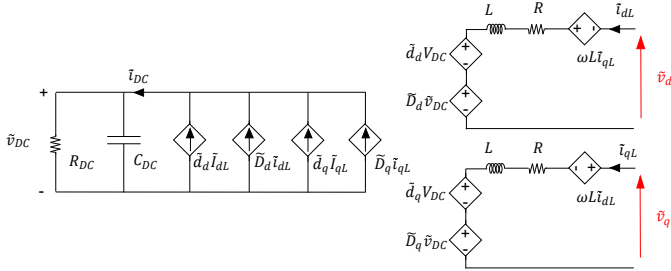 +
ĩ_DC
ṽ_DC
R_DC
C_DC
d̃_d Ĩ_dL
D̃_d ĩ_dL
d̃_q Ĩ_qL
D̃_q ĩ_qL
-
L
R
ĩ_dL
+ -
ωLĩ_qL
d̃_d V_DC
+
-
D̃_d ṽ_DC
+
-
ṽ_d
L
R
ĩ_qL
- +
ωLĩ_dL
d̃_q V_DC
+
-
D̃_q ṽ_DC
+
-
ṽ_q